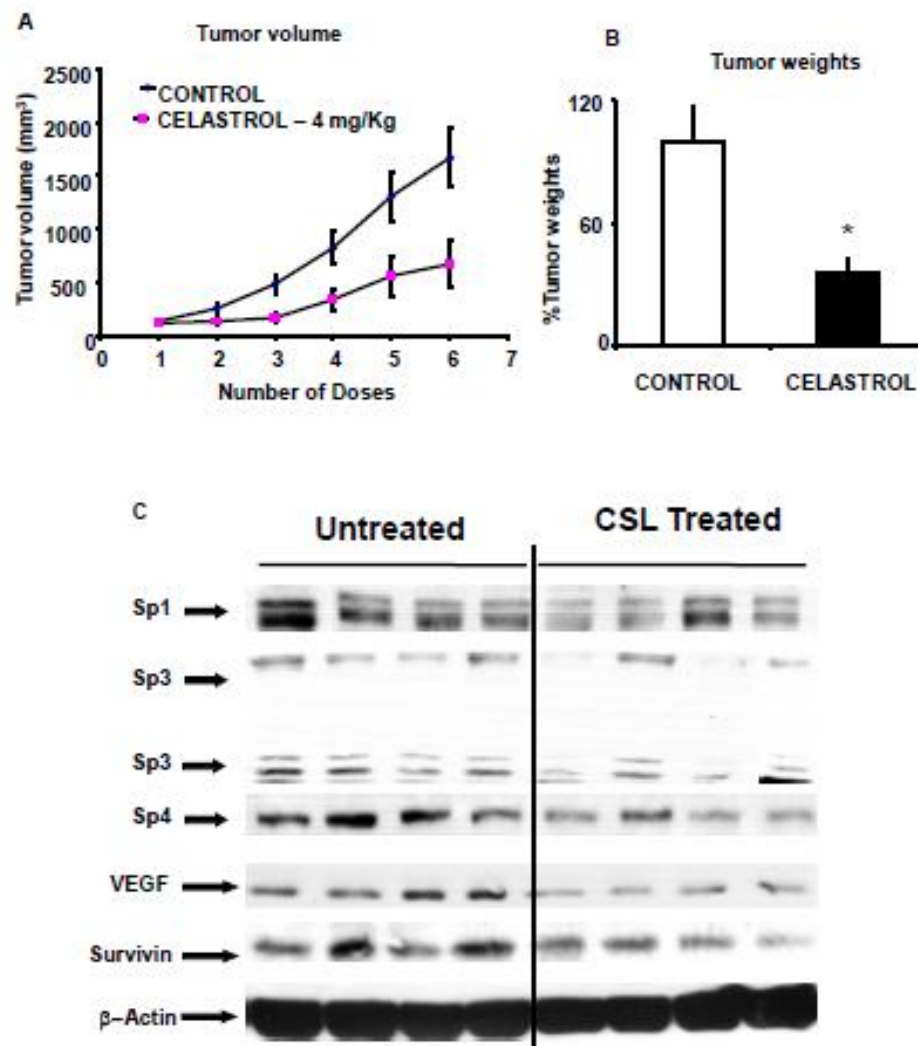 A
Tumor volume
2500
2000
1500
1000
500
0
CONTROL
CELASTROL – 4 mg/Kg
Tumor volume (mm³)
0 1 2 3 4 5 6 7
Number of Doses
B
Tumor weights
120
60
0
*
%Tumor weights
CONTROL CELASTROL
C
Untreated CSL Treated
Sp1
Sp3
Sp3
Sp4
VEGF
Survivin
β–Actin